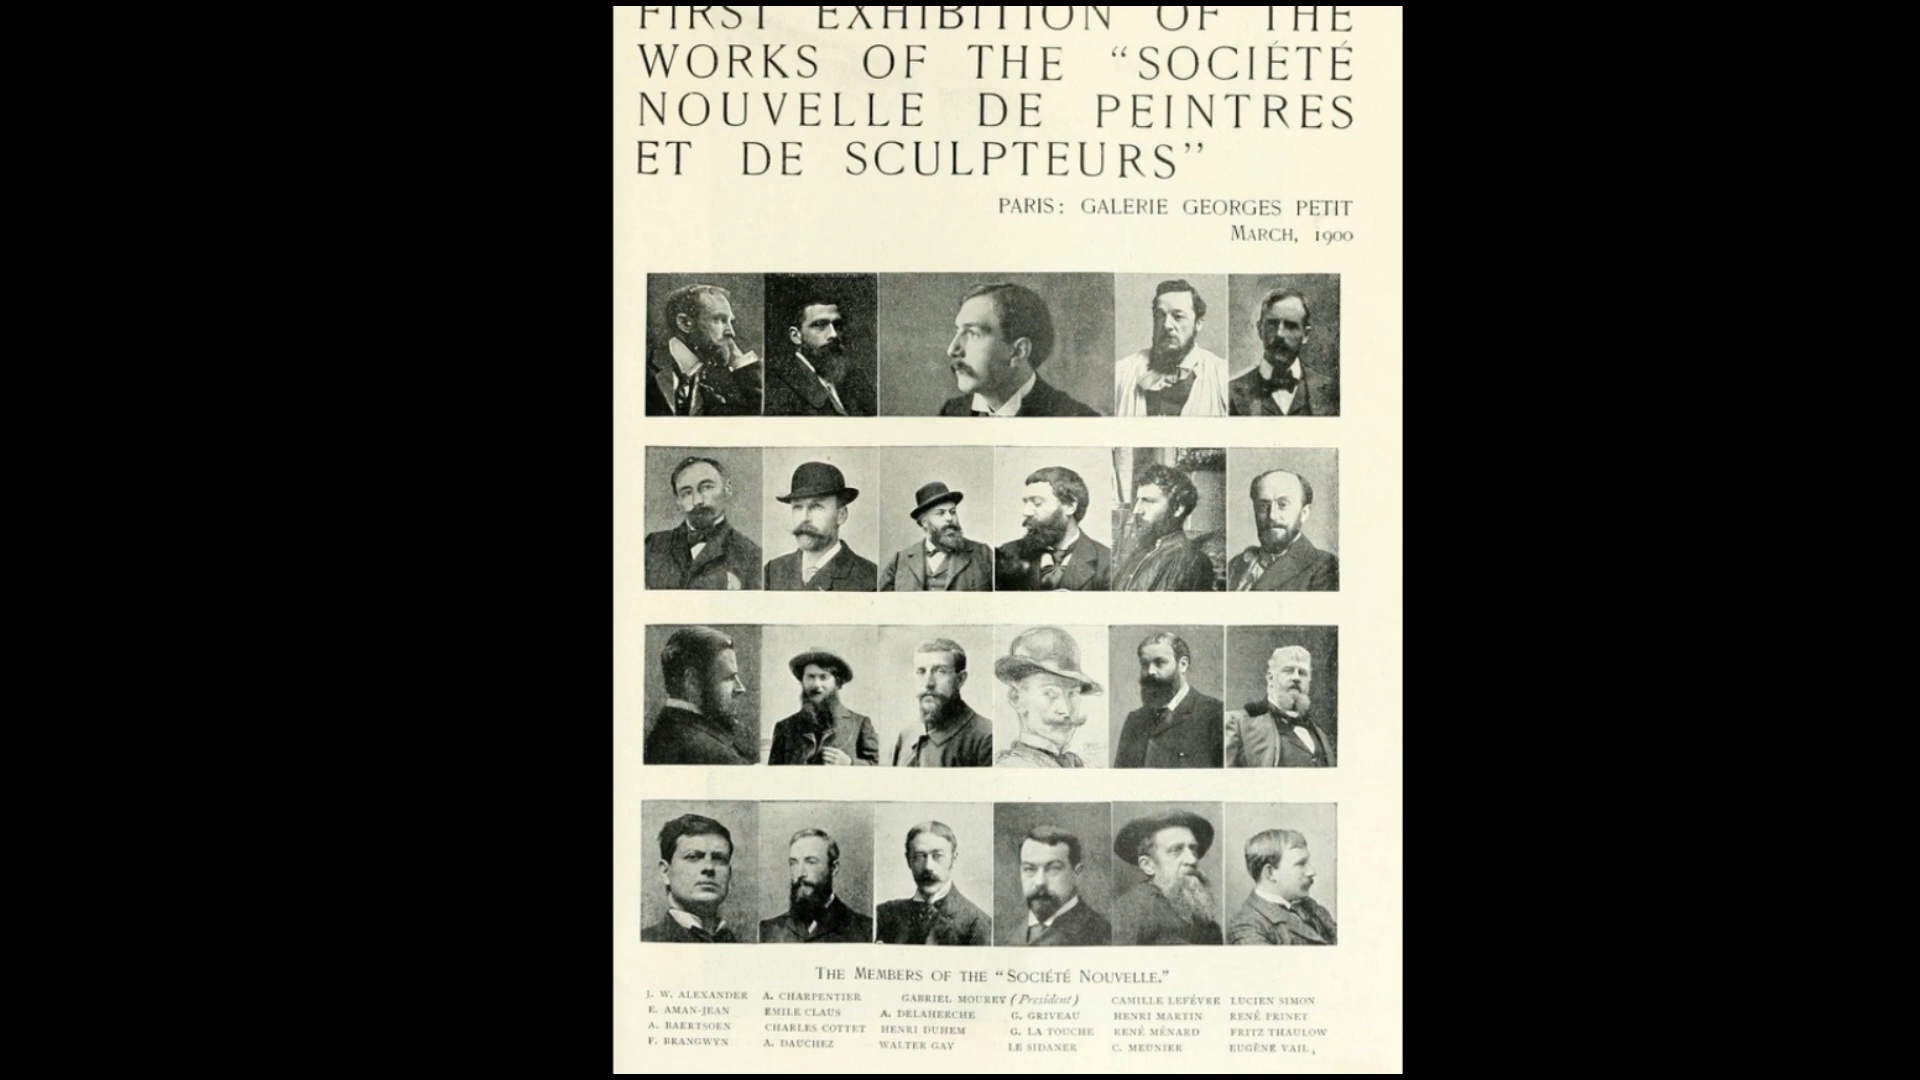 FIRST EXHIBITION OF THE
WORKS OF THE “SOCIÉTÉ
NOUVELLE DE PEINTRES
ET DE SCULPTEURS”
PARIS: GALERIE GEORGES PETIT
MARCH, 1900
THE MEMBERS OF THE “SOCIÉTÉ NOUVELLE.”
J. W. ALEXANDER A. CHARPENTIER GABRIEL MOUREY (President) CAMILLE LEFÉVRE LUCIEN SIMON
E. AMAN-JEAN EMILE CLAUS A. DELAHERCHE G. GRIVEAU HENRI MARTIN RENÉ PRINET
A. BAERTSOEN CHARLES COTTET HENRI DUHEM G. LA TOUCHE RENÉ MÉNARD FRITZ THAULOW
F. BRANGWYN A. DAUCHEZ WALTER GAY LE SIDANER C. MEUNIER EUGÈNE VAIL